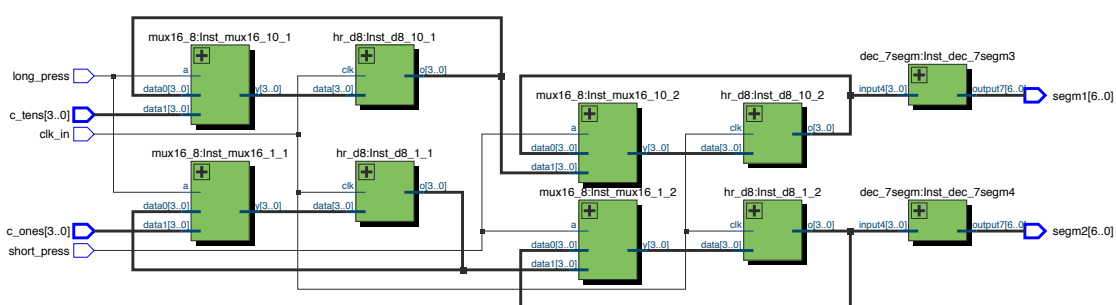 mux16_8:Inst_mux16_10_1
hr_d8:Inst_d8_10_1
long_press
a
data0[3..0]
data1[3..0]
y[3..0]
clk
data[3..0]
o[3..0]
c_tens[3..0]
clk_in
mux16_8:Inst_mux16_1_1
hr_d8:Inst_d8_1_1
a
data0[3..0]
data1[3..0]
y[3..0]
clk
data[3..0]
o[3..0]
c_ones[3..0]
short_press
mux16_8:Inst_mux16_10_2
hr_d8:Inst_d8_10_2
a
data0[3..0]
data1[3..0]
y[3..0]
clk
data[3..0]
o[3..0]
mux16_8:Inst_mux16_1_2
hr_d8:Inst_d8_1_2
a
data0[3..0]
data1[3..0]
y[3..0]
clk
data[3..0]
o[3..0]
dec_7segm:Inst_dec_7segm3
input4[3..0]
output7[6..0]
segm1[6..0]
dec_7segm:Inst_dec_7segm4
input4[3..0]
output7[6..0]
segm2[6..0]